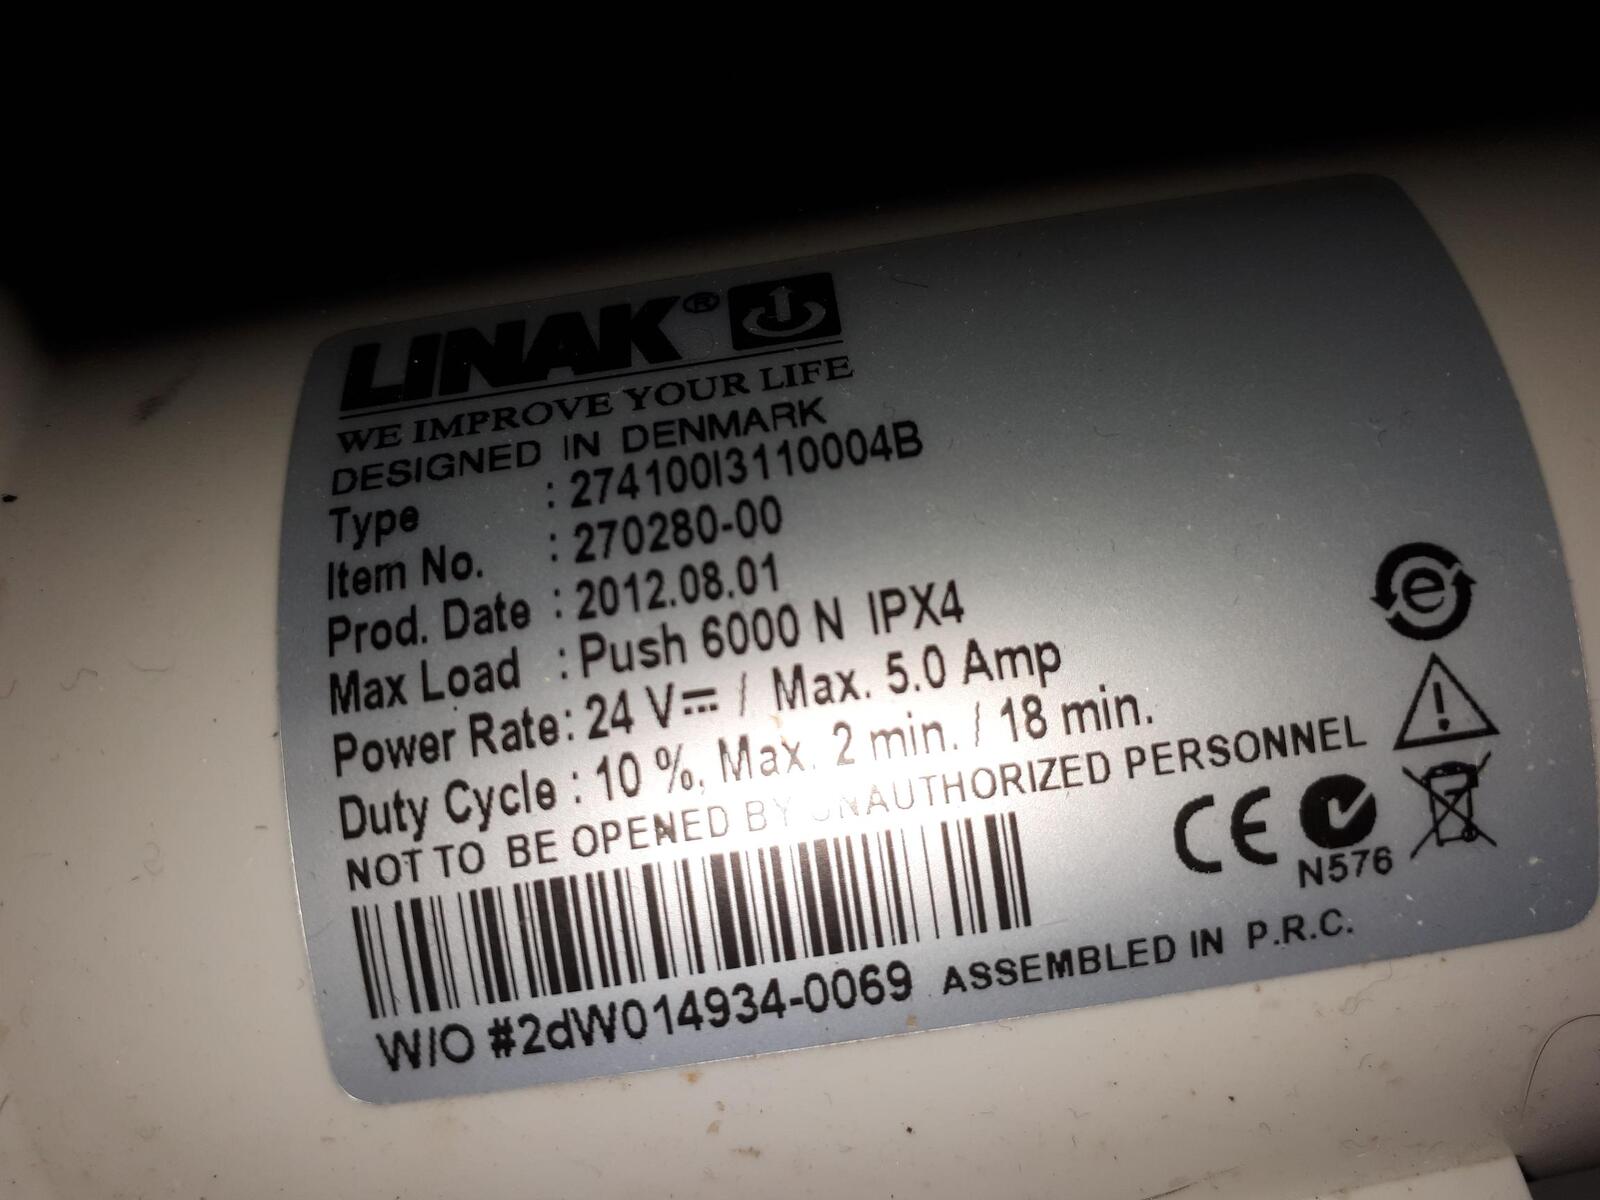 LINAK®
WE IMPROVE YOUR LIFE
DESIGNED IN DENMARK
Type : 274100I3110004B
Item No. : 270280-00
Prod. Date : 2012.08.01
Max Load : Push 6000 N IPX4
Power Rate: 24 V⎓ / Max. 5.0 Amp
Duty Cycle : 10 %, Max. 2 min. / 18 min.
NOT TO BE OPENED BY UNAUTHORIZED PERSONNEL
e
CE
N576
W/O #2dW014934-0069 ASSEMBLED IN P.R.C.